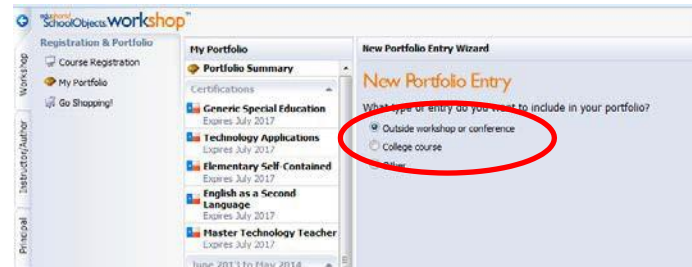 eduphoria! SchoolObjects: workshop™
Registration & Portfolio
Course Registration
My Portfolio
Go Shopping!
Workshop
Instructor/Author
Principal
My Portfolio
Portfolio Summary
Certifications
Generic Special Education
Expires July 2017
Technology Applications
Expires July 2017
Elementary Self-Contained
Expires July 2017
English as a Second
Language
Expires July 2017
Master Technology Teacher
Expires July 2017
June 2013 to May 2014
New Portfolio Entry Wizard
New Portfolio Entry
What type of entry do you want to include in your portfolio?
Outside workshop or conference
College course
Other